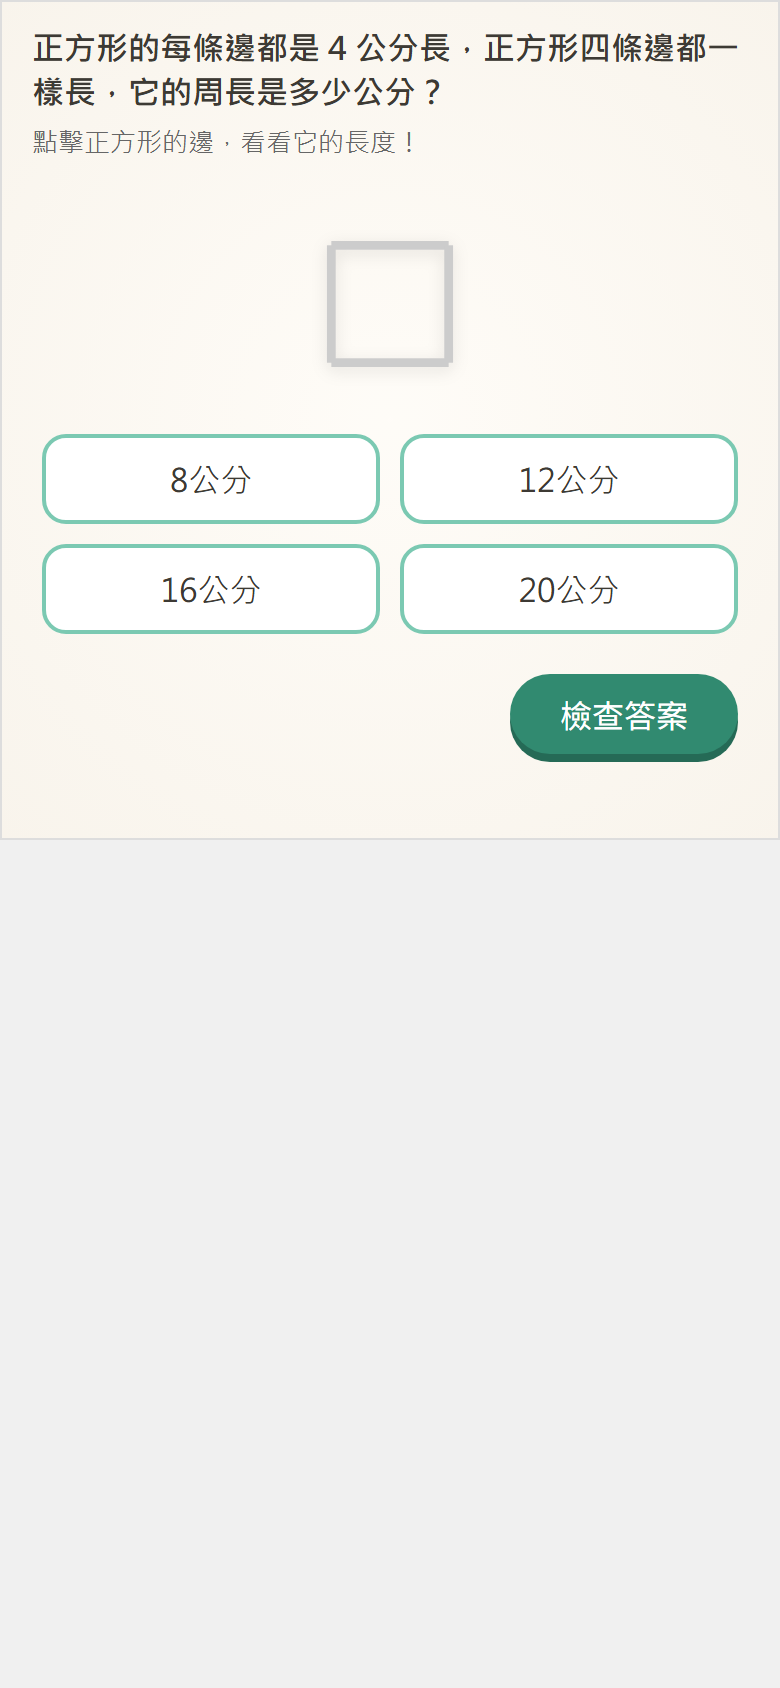 正方形的每條邊都是 4 公分長，正方形四條邊都一
樣長，它的周長是多少公分？
點擊正方形的邊，看看它的長度！
8公分
12公分
16公分
20公分
檢查答案